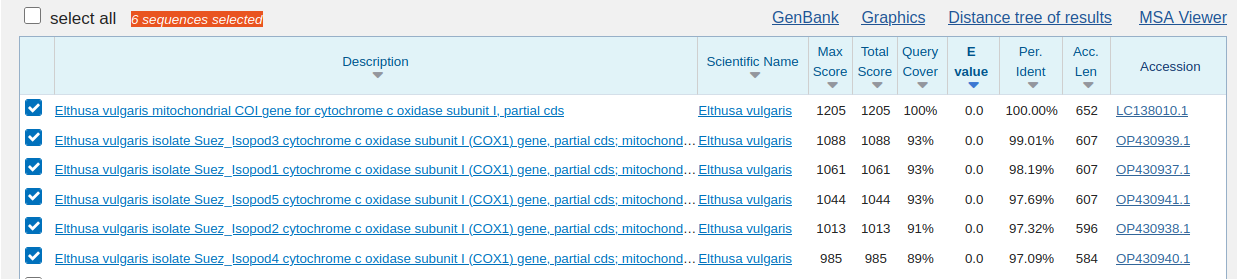 select all 6 sequences selected GenBank Graphics Distance tree of results MSA Viewer
Description Scientific Name Max Score Total Score Query Cover E value Per. Ident Acc. Len Accession
Elthusa vulgaris mitochondrial COI gene for cytochrome c oxidase subunit I, partial cds Elthusa vulgaris 1205 1205 100% 0.0 100.00% 652 LC138010.1
Elthusa vulgaris isolate Suez_Isopod3 cytochrome c oxidase subunit I (COX1) gene, partial cds; mitochond... Elthusa vulgaris 1088 1088 93% 0.0 99.01% 607 OP430939.1
Elthusa vulgaris isolate Suez_Isopod1 cytochrome c oxidase subunit I (COX1) gene, partial cds; mitochond... Elthusa vulgaris 1061 1061 93% 0.0 98.19% 607 OP430937.1
Elthusa vulgaris isolate Suez_Isopod5 cytochrome c oxidase subunit I (COX1) gene, partial cds; mitochond... Elthusa vulgaris 1044 1044 93% 0.0 97.69% 607 OP430941.1
Elthusa vulgaris isolate Suez_Isopod2 cytochrome c oxidase subunit I (COX1) gene, partial cds; mitochond... Elthusa vulgaris 1013 1013 91% 0.0 97.32% 596 OP430938.1
Elthusa vulgaris isolate Suez_Isopod4 cytochrome c oxidase subunit I (COX1) gene, partial cds; mitochond... Elthusa vulgaris 985 985 89% 0.0 97.09% 584 OP430940.1